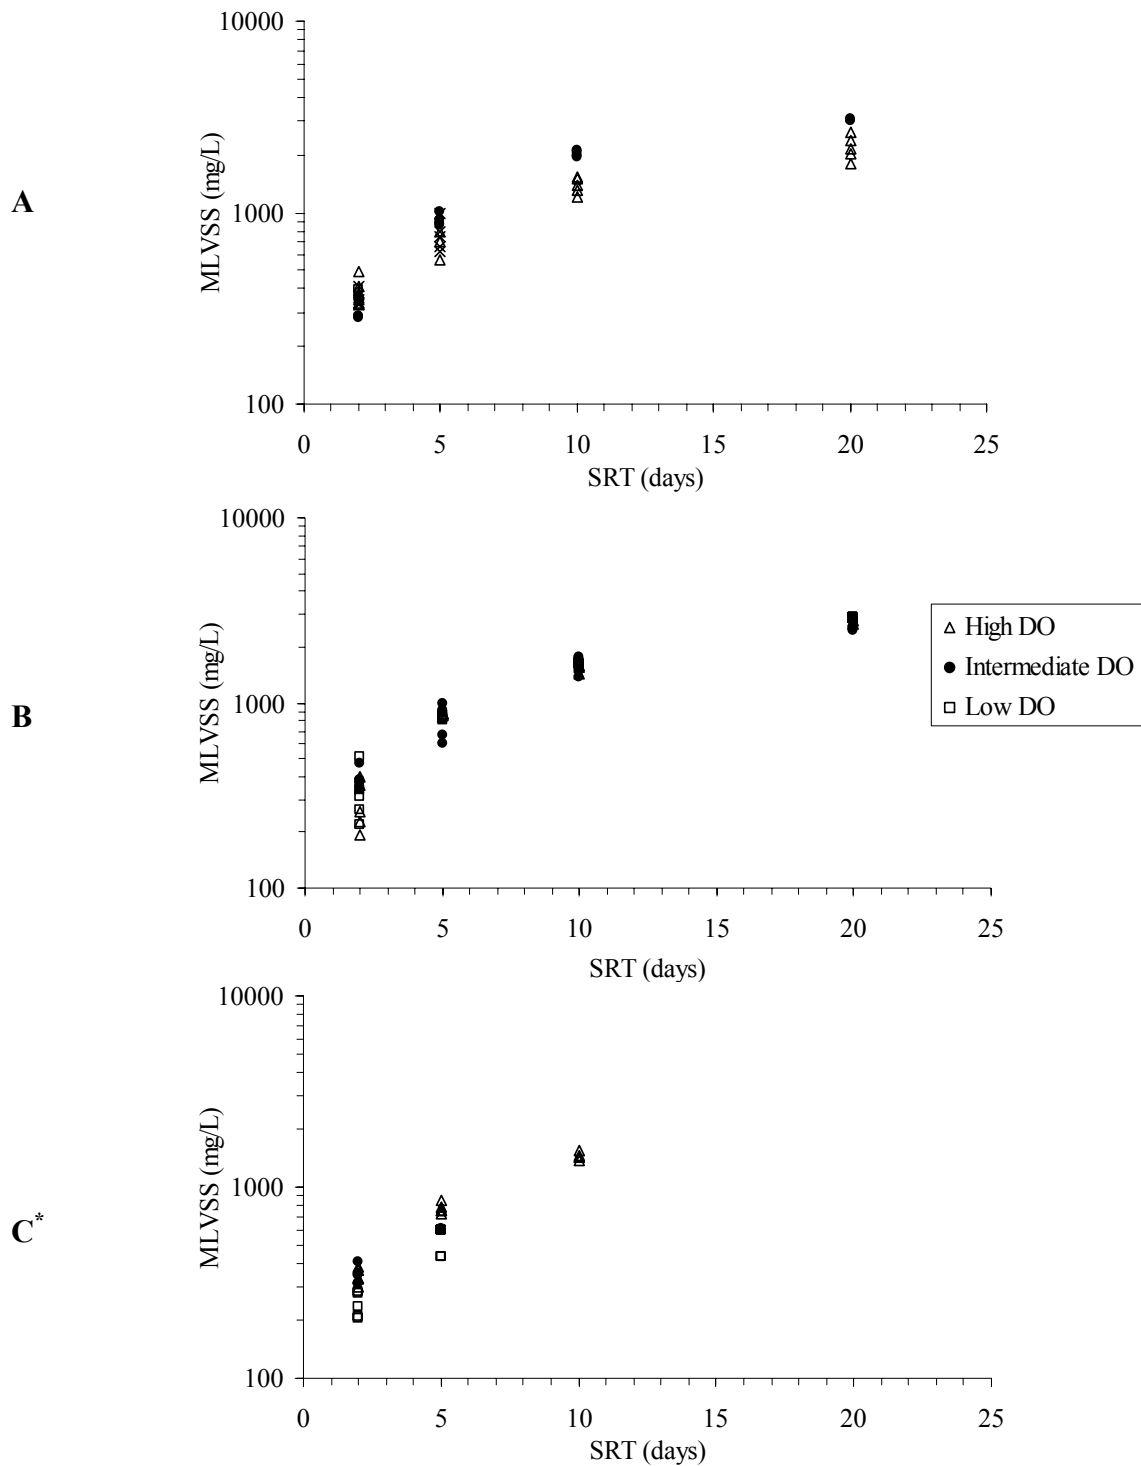 A
MLVSS (mg/L)
10000
1000
100
0 5 10 15 20 25
SRT (days)
B
MLVSS (mg/L)
10000
1000
100
0 5 10 15 20 25
SRT (days)
High DO
Intermediate DO
Low DO
C*
MLVSS (mg/L)
10000
1000
100
0 5 10 15 20 25
SRT (days)